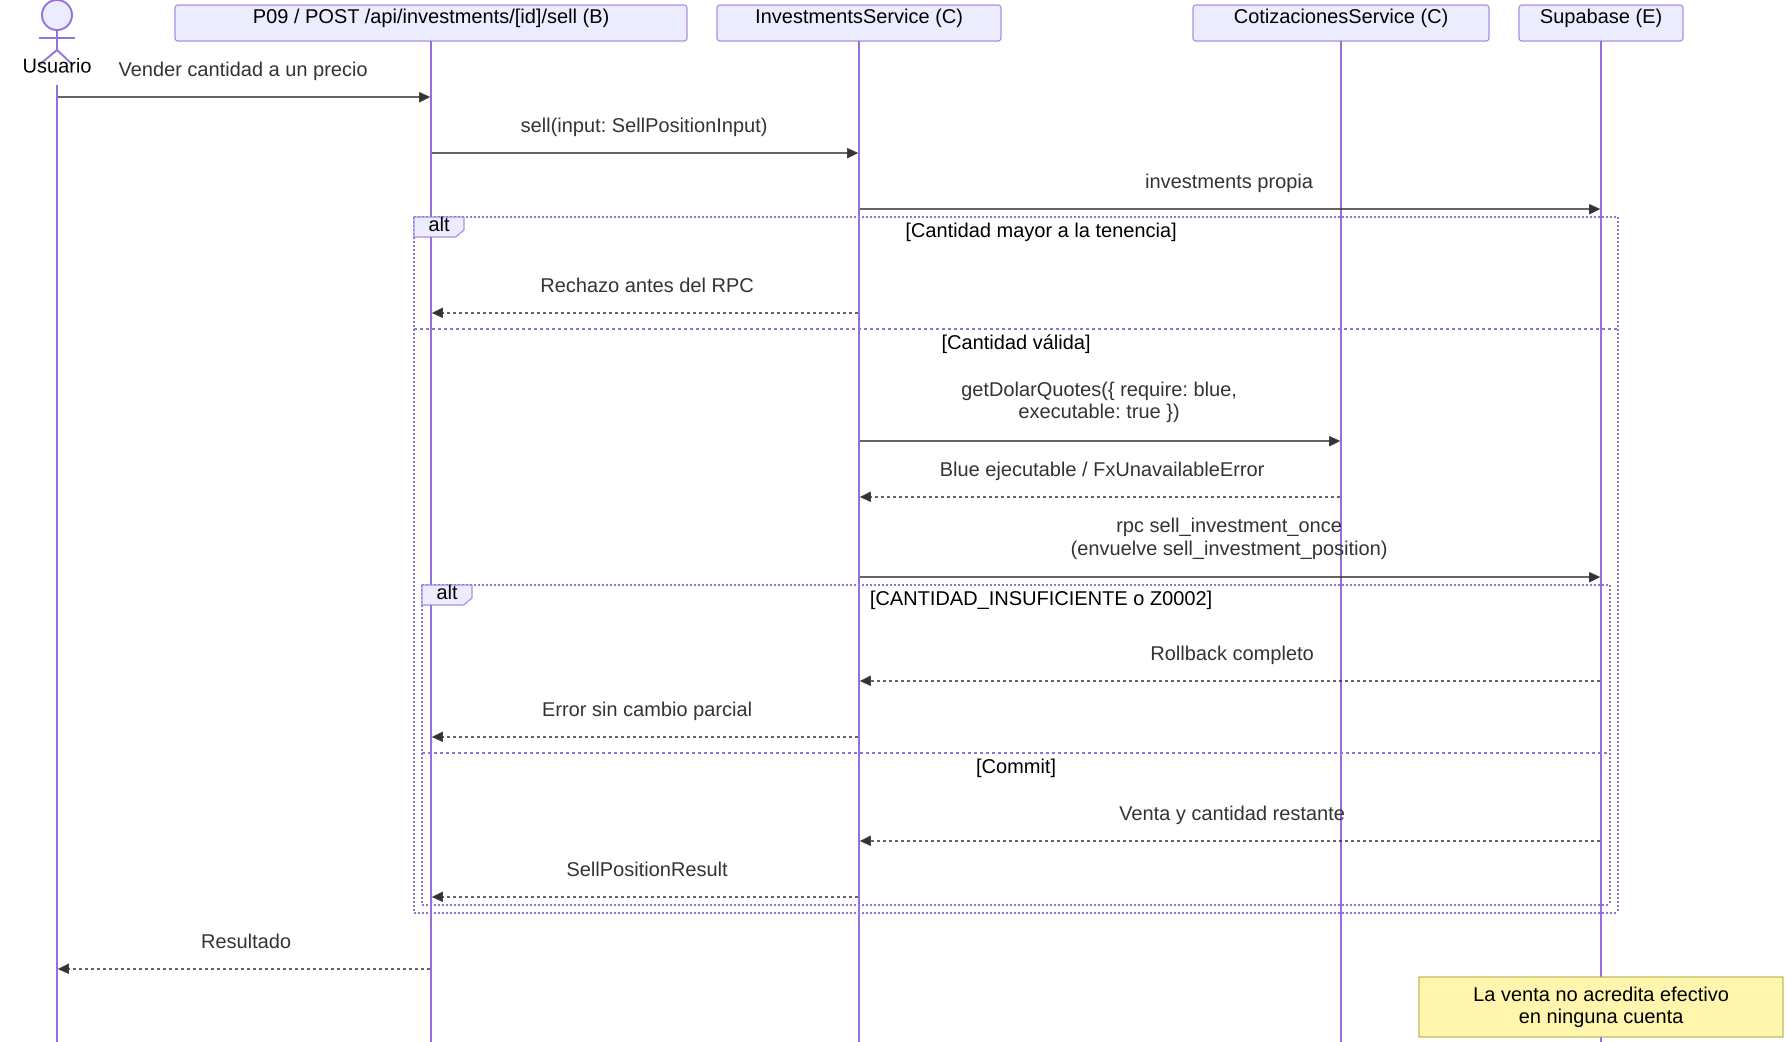 P09 / POST /api/investments/[id]/sell (B)
InvestmentsService (C)
CotizacionesService (C)
Supabase (E)
Usuario
Vender cantidad a un precio
sell(input: SellPositionInput)
investments propia
alt
[Cantidad mayor a la tenencia]
Rechazo antes del RPC
[Cantidad válida]
getDolarQuotes({ require: blue,
executable: true })
Blue ejecutable / FxUnavailableError
rpc sell_investment_once
(envuelve sell_investment_position)
alt
[CANTIDAD_INSUFICIENTE o Z0002]
Rollback completo
Error sin cambio parcial
[Commit]
Venta y cantidad restante
SellPositionResult
Resultado
La venta no acredita efectivo
en ninguna cuenta